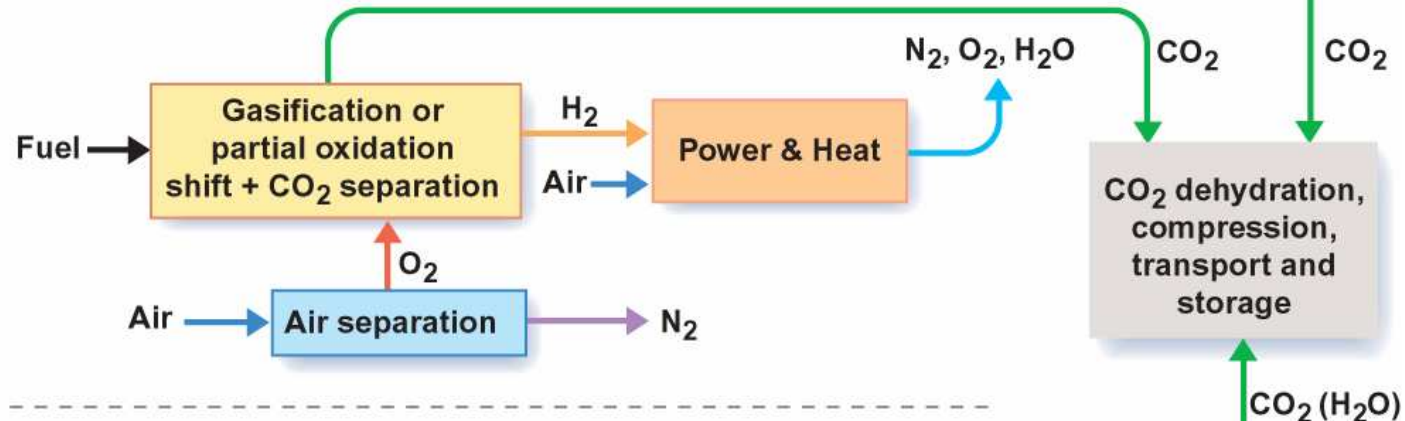 N₂, O₂, H₂O
CO₂
CO₂
Gasification or
partial oxidation
shift + CO₂ separation
Fuel
H₂
Air
Power & Heat
CO₂ dehydration,
compression,
transport and
storage
O₂
Air
Air separation
N₂
CO₂ (H₂O)